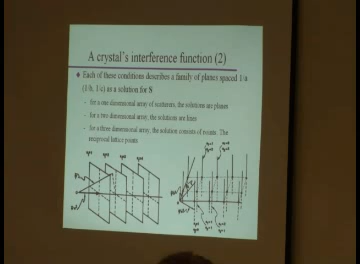 A crystal's interference function (2)
Each of these conditions describes a family of planes spaced 1/a
(1/b, 1/c) as a solution for S
- for a one dimensional array of scatterers, the solutions are planes
- for a two dimensional array, the solutions are lines
- for a three dimensional array, the solution consists of points. The
reciprocal lattice points